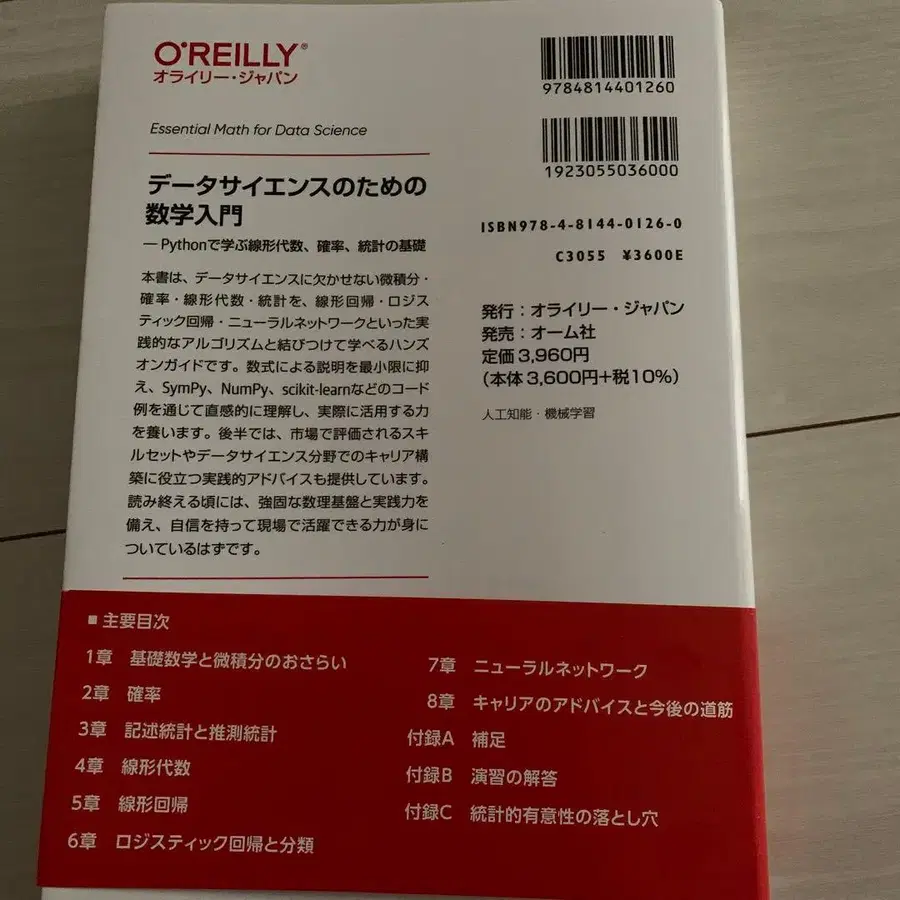 O'REILLY®
オライリー・ジャパン
Essential Math for Data Science
データサイエンスのための
数学入門
―Pythonで学ぶ線形代数、確率、統計の基礎
本書は、データサイエンスに欠かせない微積分・
確率・線形代数・統計を、線形回帰・ロジス
ティック回帰・ニューラルネットワークといった実
践的なアルゴリズムと結びつけて学べるハンズ
オンガイドです。数式による説明を最小限に抑
え、SymPy、NumPy、scikit-learnなどのコード
例を通じて直感的に理解し、実際に活用する力
を養います。後半では、市場で評価されるスキ
ルセットやデータサイエンス分野でのキャリア構
築に役立つ実践的アドバイスも提供しています。
読み終える頃には、強固な数理基盤と実践力を
備え、自信を持って現場で活躍できる力が身に
ついているはずです。
9784814401260
1923055036000
ISBN978-4-8144-0126-0
C3055 ¥3600E
発行：オライリー・ジャパン
発売：オーム社
定価3,960円
（本体3,600円+税10%）
人工知能・機械学習
■ 主要目次
1章 基礎数学と微積分のおさらい
2章 確率
3章 記述統計と推測統計
4章 線形代数
5章 線形回帰
6章 ロジスティック回帰と分類
7章 ニューラルネットワーク
8章 キャリアのアドバイスと今後の道筋
付録A 補足
付録B 演習の解答
付録C 統計的有意性の落とし穴